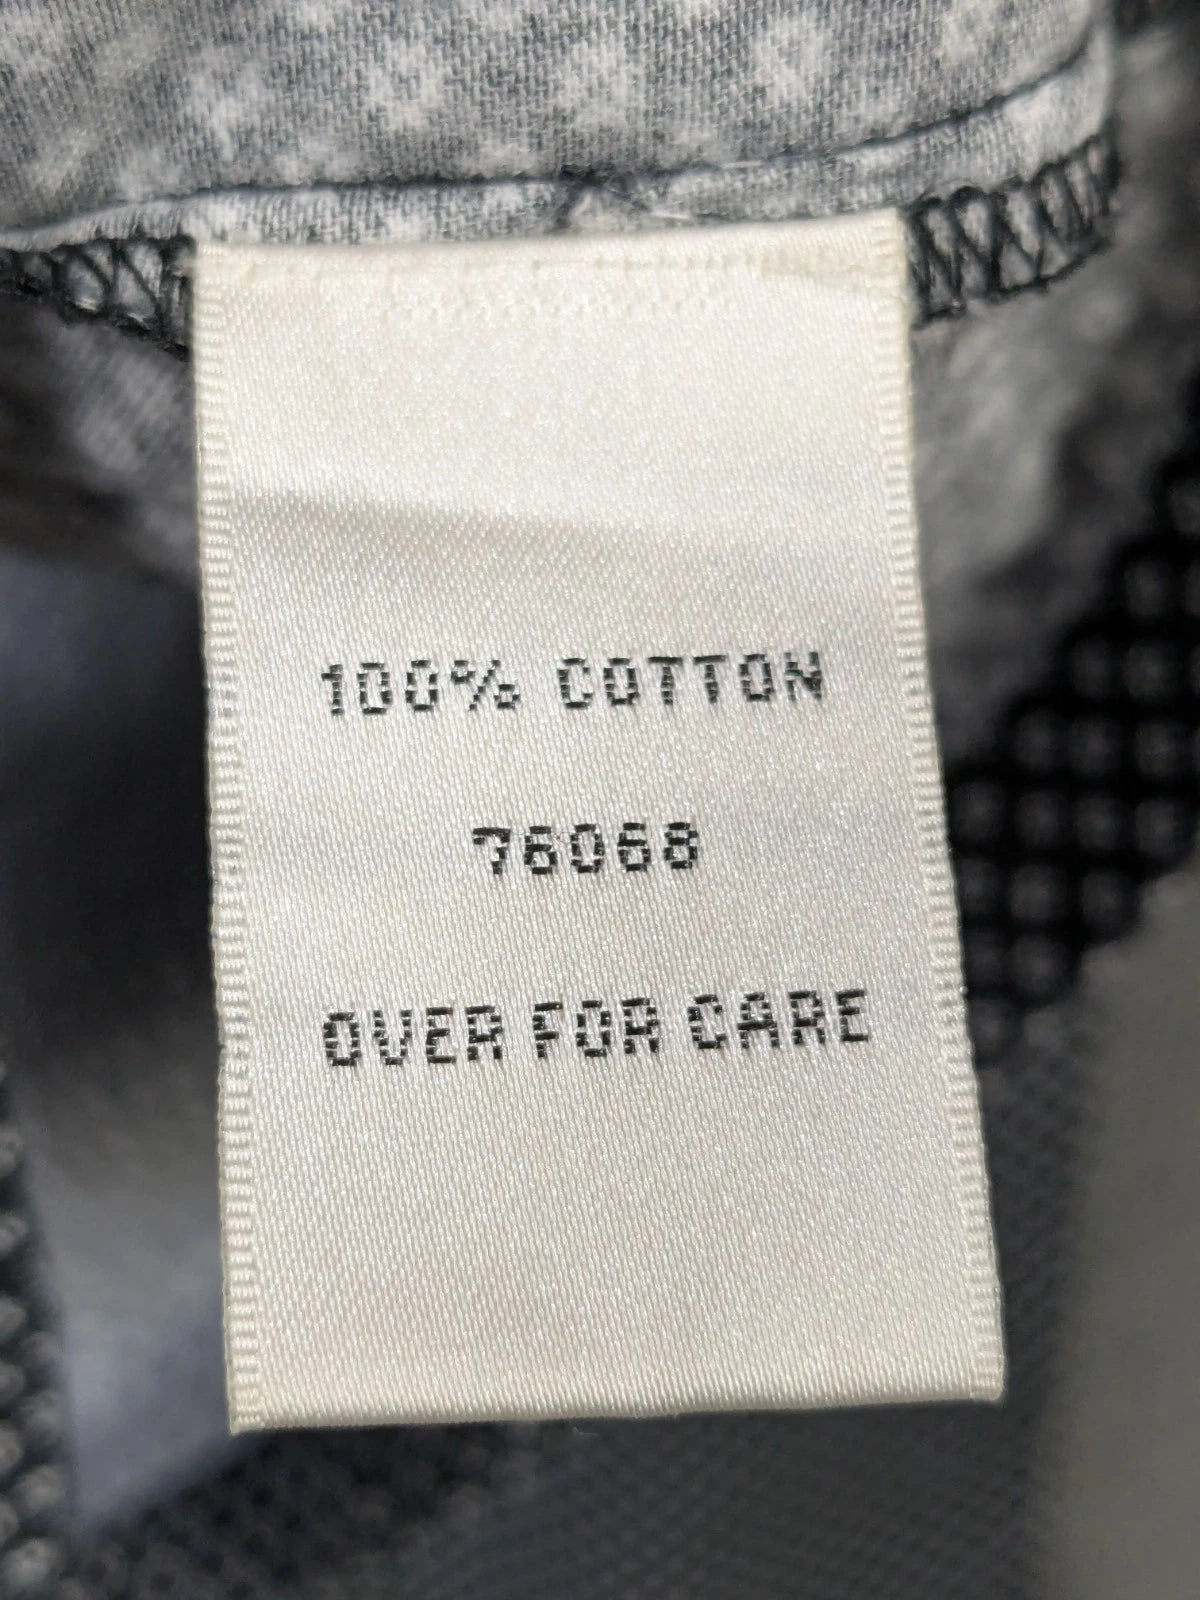 100% COTTON
76068
OVER FOR CARE